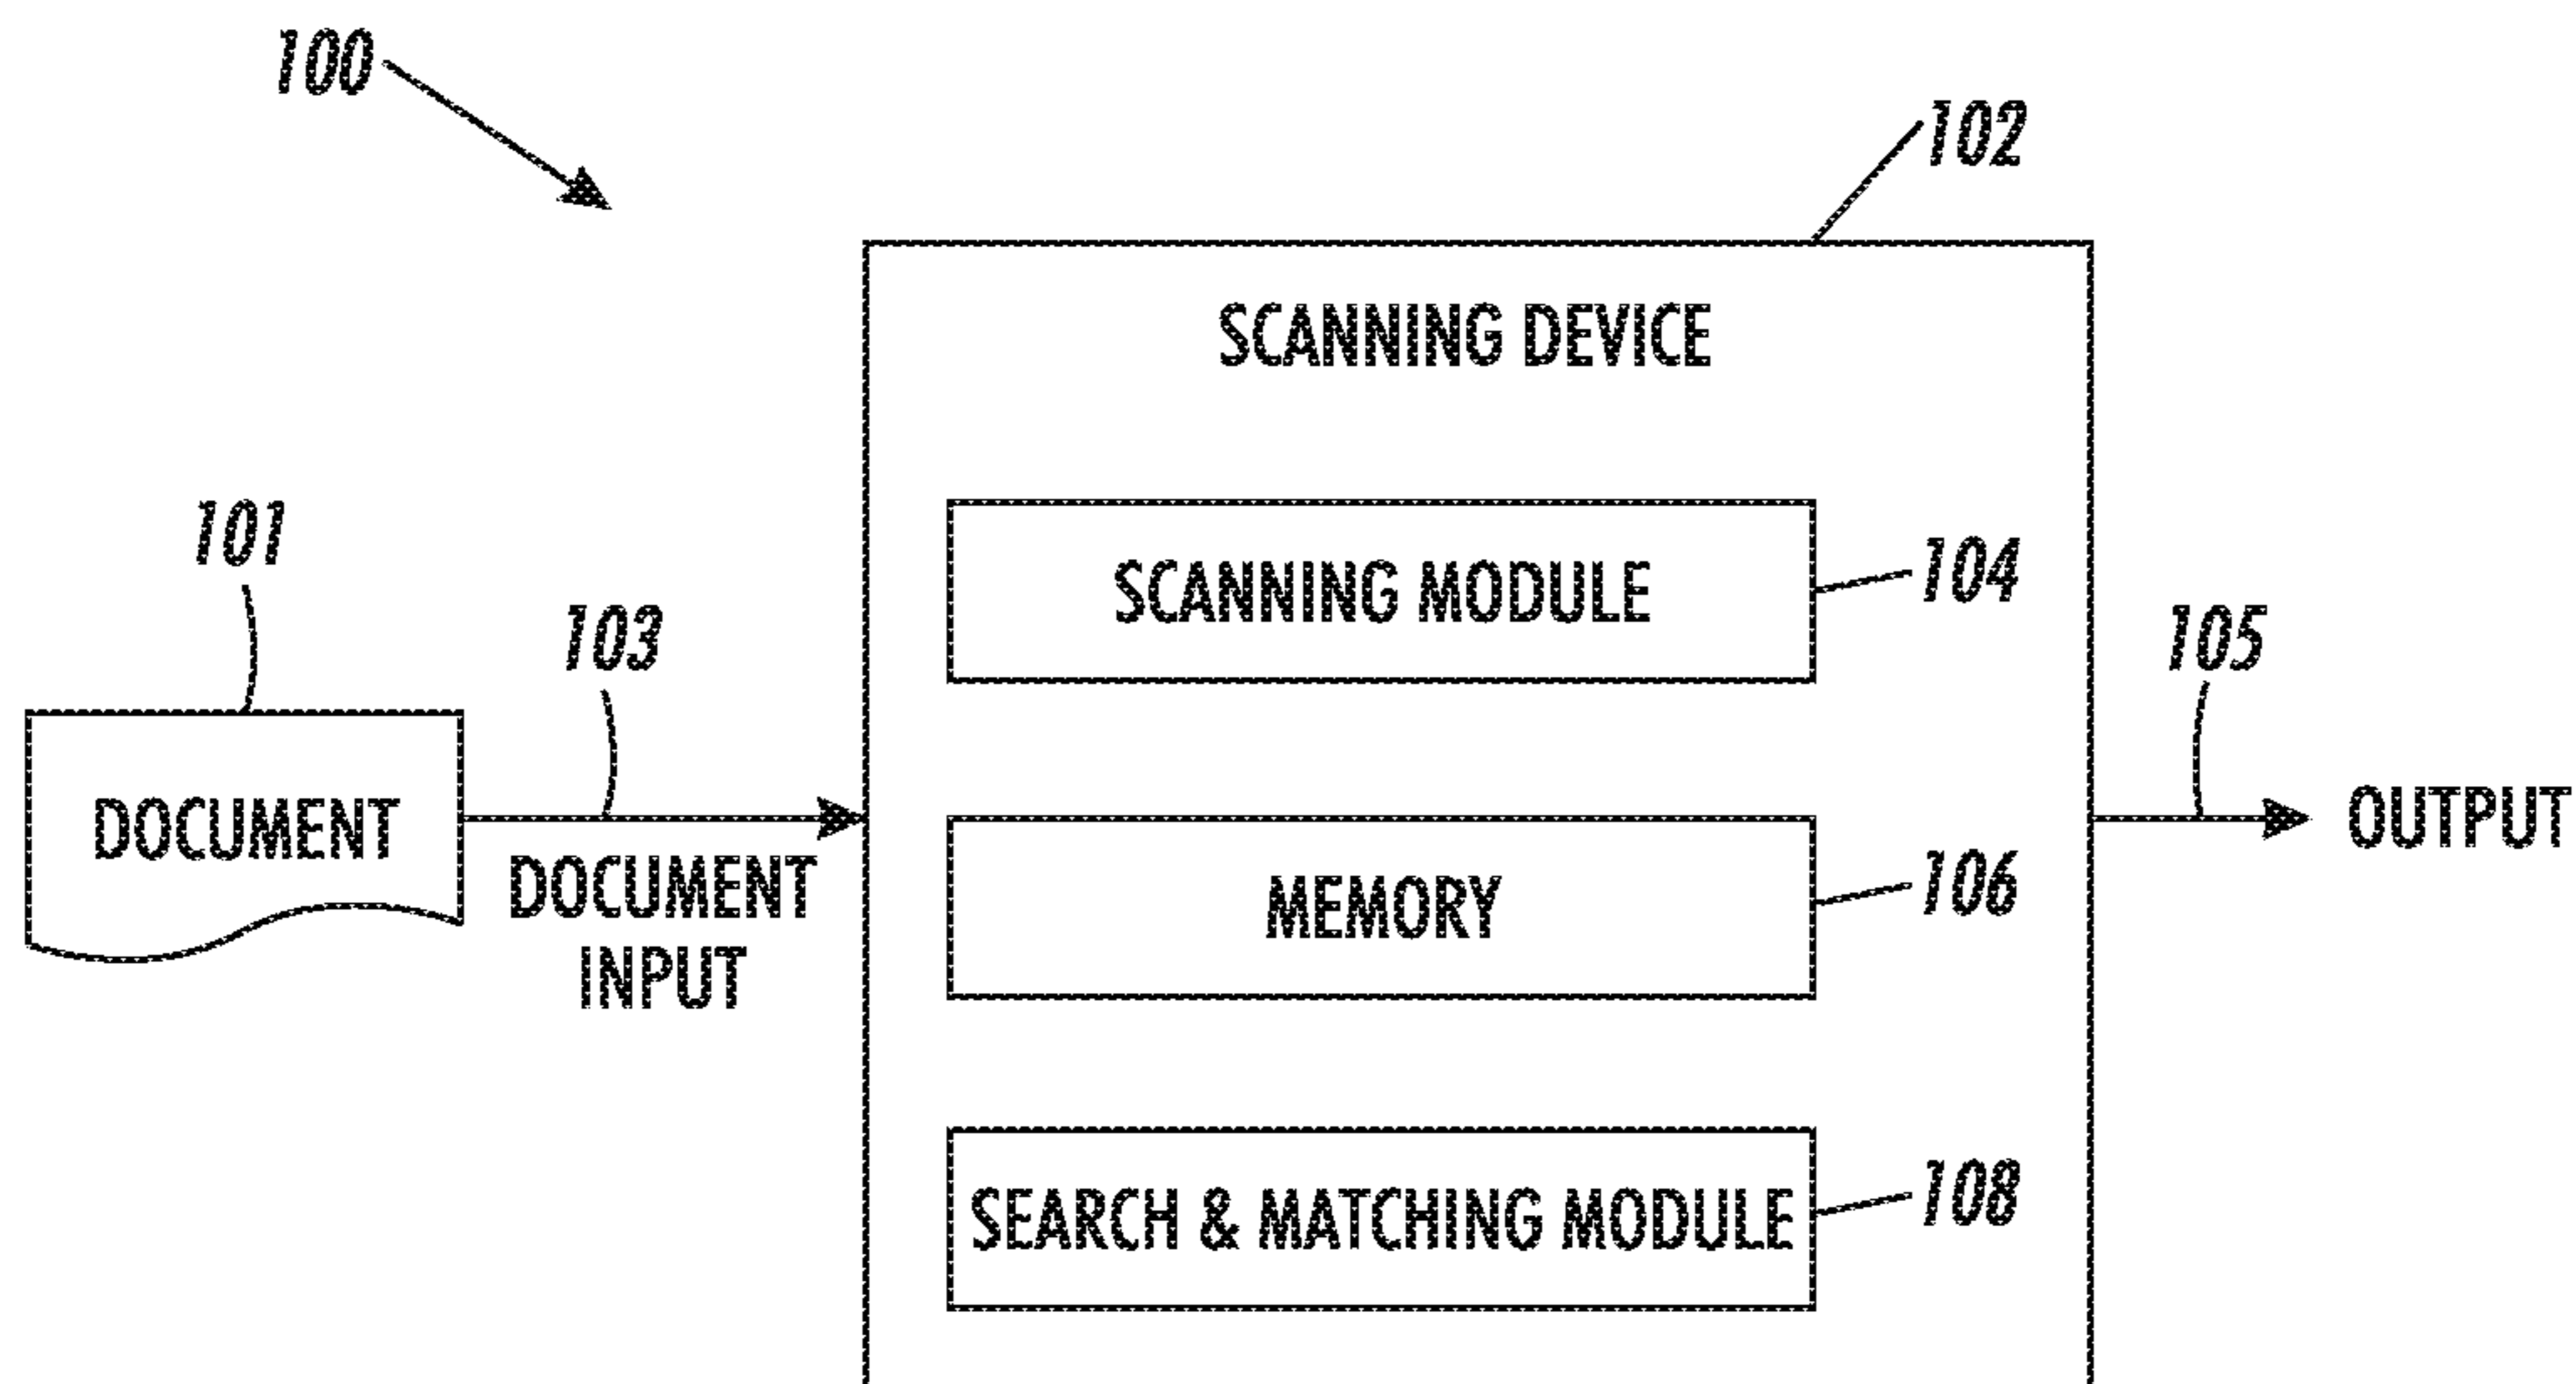 100
102
SCANNING DEVICE
101
SCANNING MODULE
104
103
105
DOCUMENT
OUTPUT
DOCUMENT
INPUT
MEMORY
106
SEARCH & MATCHING MODULE
108